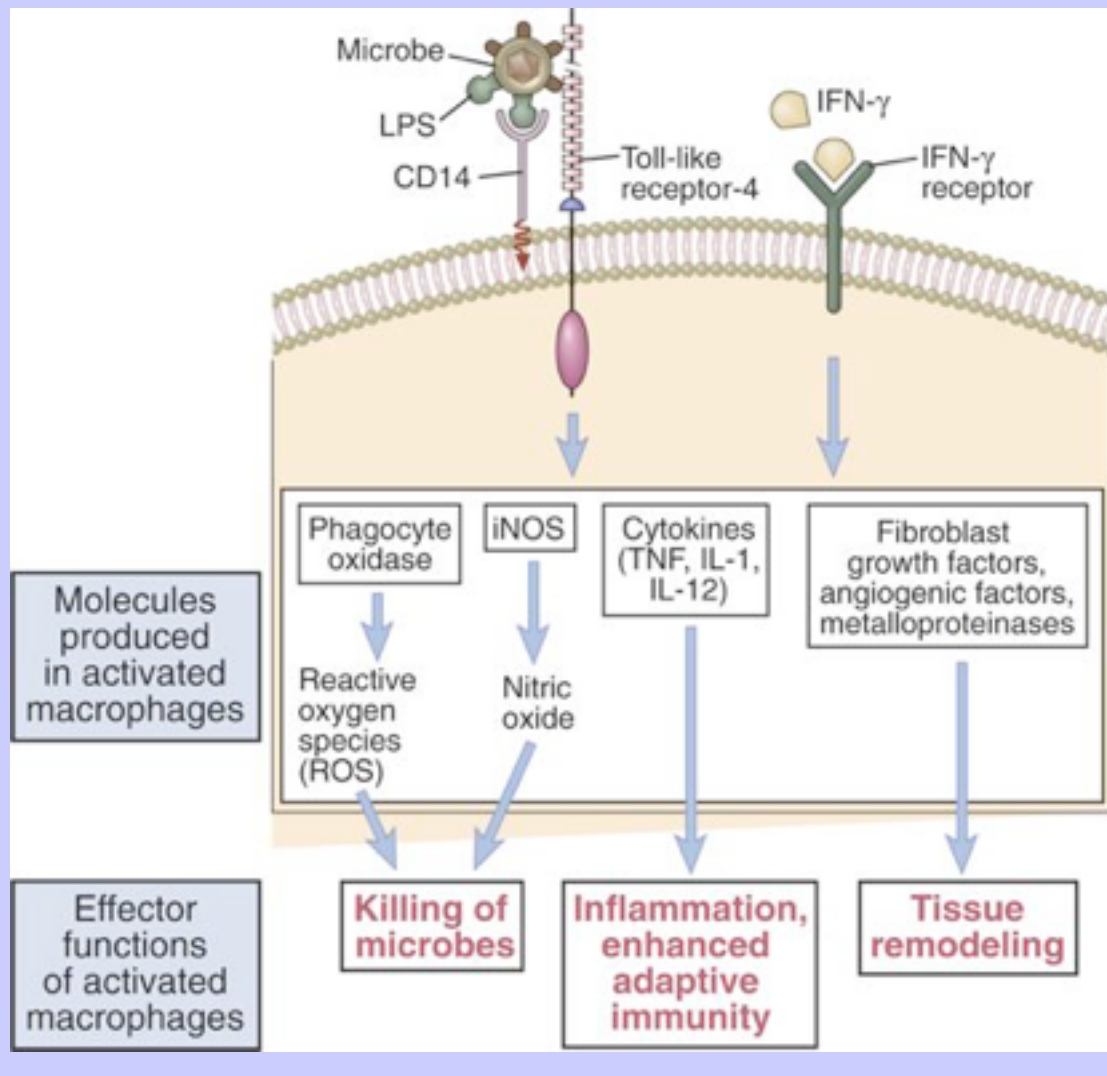 Microbe
LPS
CD14
Toll-like
receptor-4
IFN-γ
IFN-γ
receptor
Phagocyte
oxidase
iNOS
Cytokines
(TNF, IL-1,
IL-12)
Fibroblast
growth factors,
angiogenic factors,
metalloproteinases
Molecules
produced
in activated
macrophages
Reactive
oxygen
species
(ROS)
Nitric
oxide
Effector
functions
of activated
macrophages
Killing of
microbes
Inflammation,
enhanced
adaptive
immunity
Tissue
remodeling